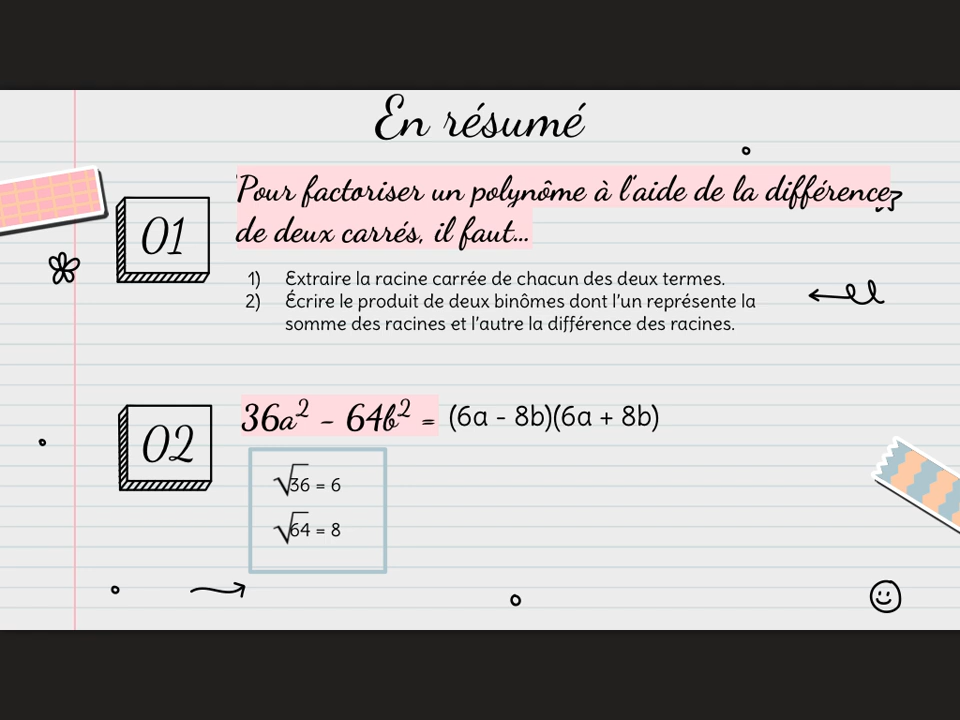 En résumé
Pour factoriser un polynôme à l'aide de la différence
de deux carrés, il faut...
01
1) Extraire la racine carrée de chacun des deux termes.
2) Écrire le produit de deux binômes dont l'un représente la
somme des racines et l'autre la différence des racines.
02
36a² - 64b² = (6a - 8b)(6a + 8b)
√36 = 6
√64 = 8